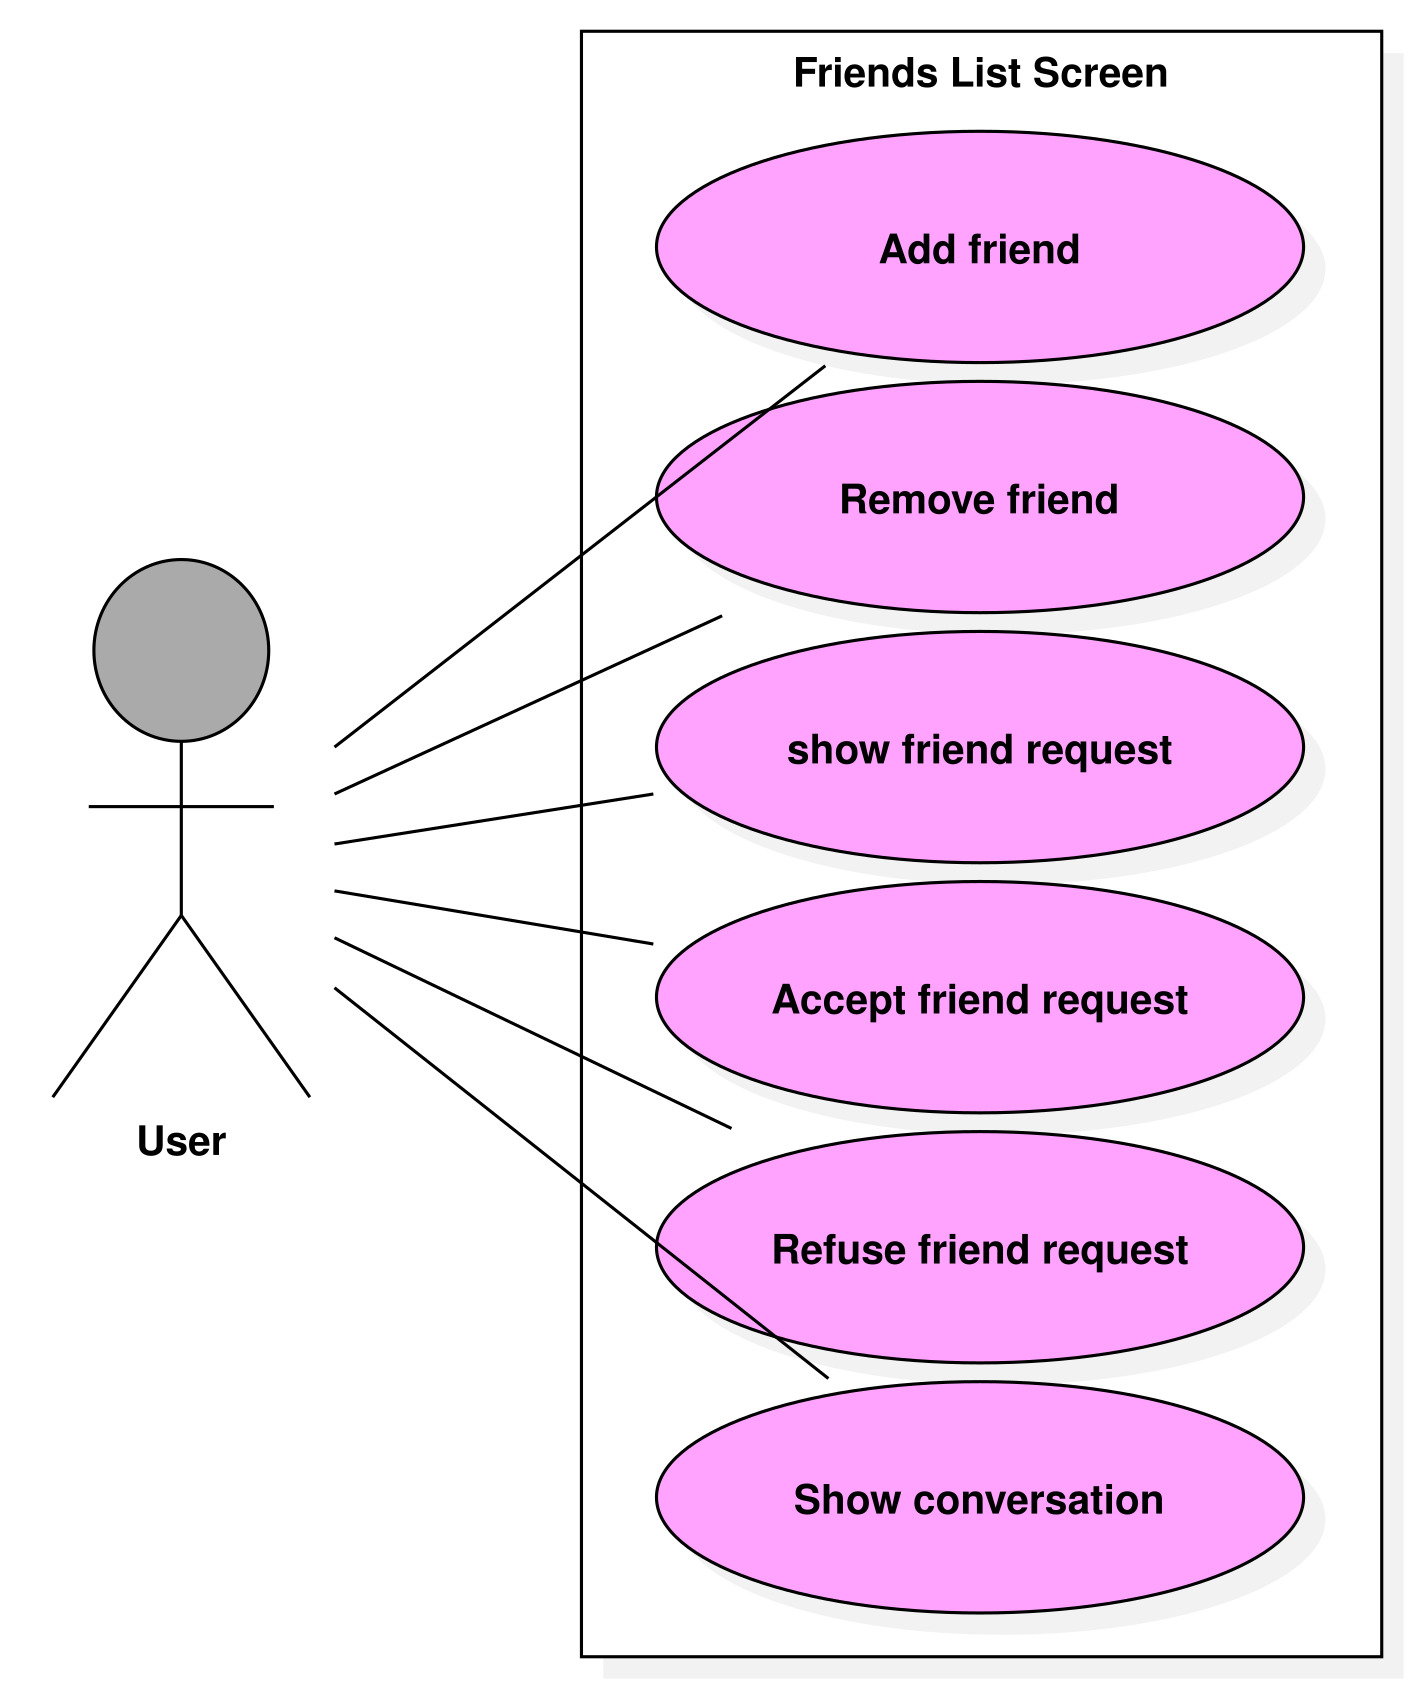 Friends List Screen
Add friend
Remove friend
show friend request
Accept friend request
User
Refuse friend request
Show conversation